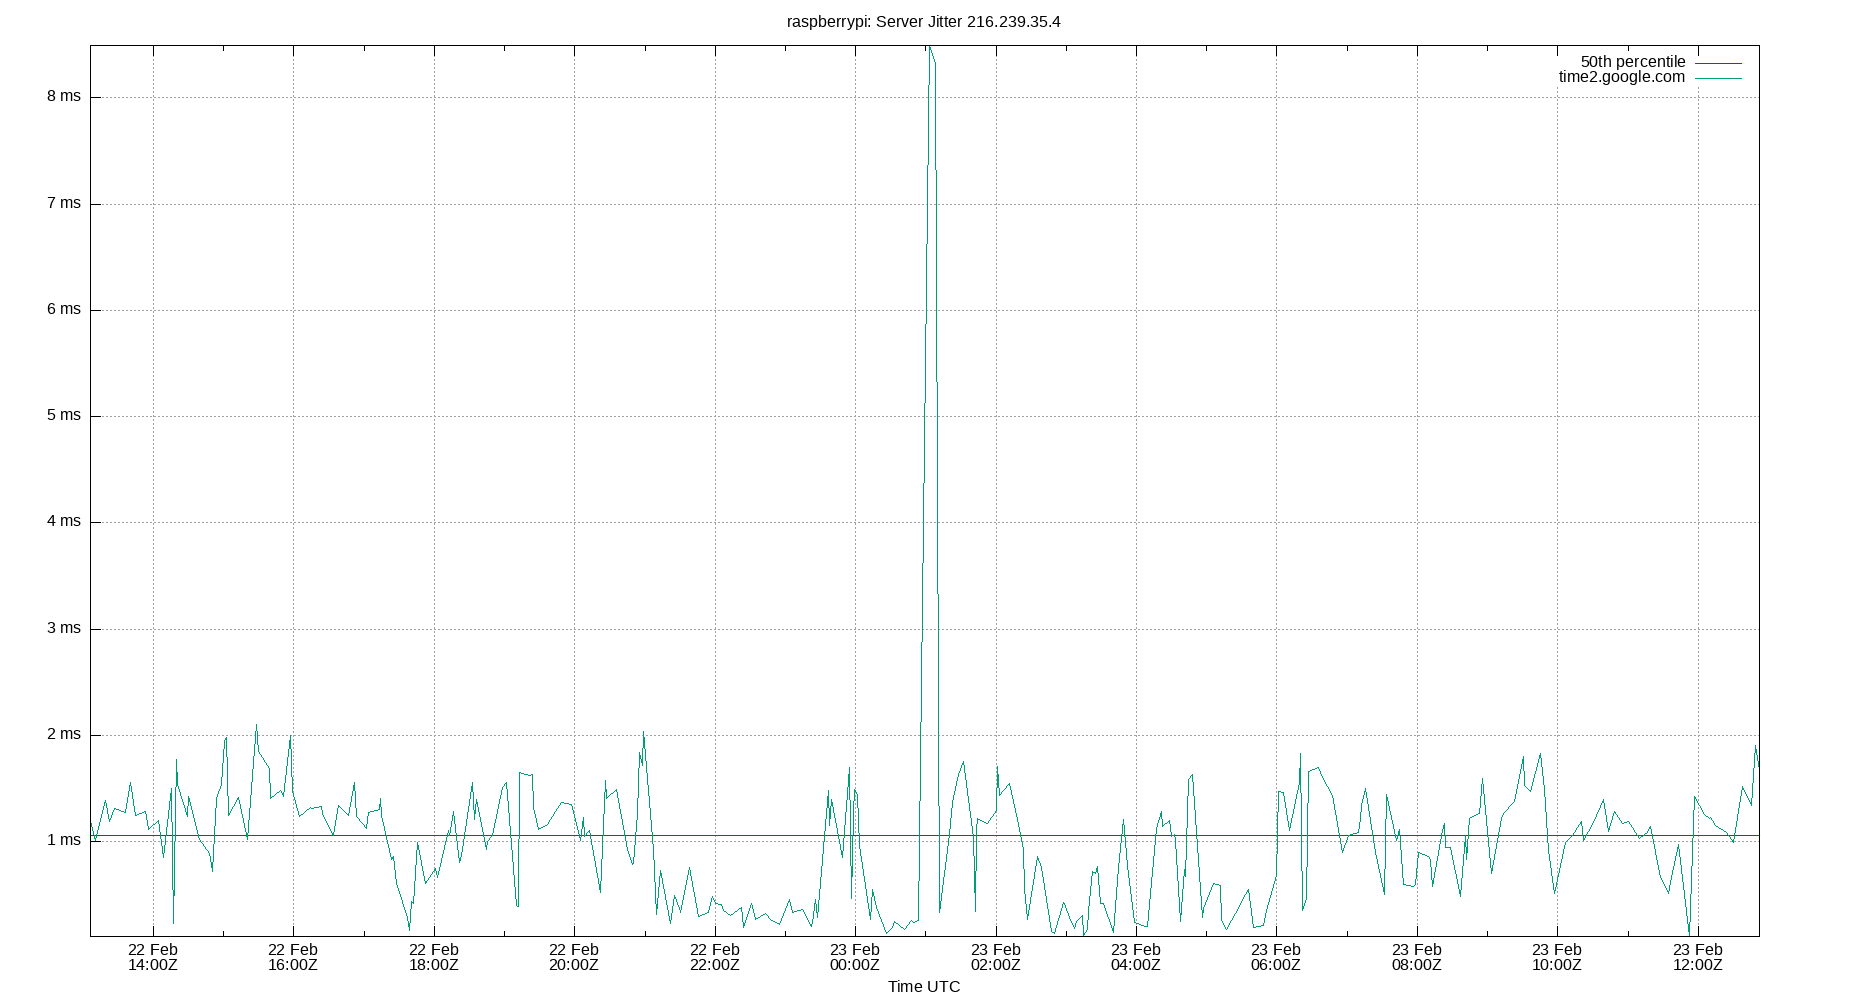 raspberrypi: Server Jitter 216.239.35.4
50th percentile
time2.google.com
8 ms
7 ms
6 ms
5 ms
4 ms
3 ms
2 ms
1 ms
22 Feb 22 Feb 22 Feb 22 Feb 22 Feb 23 Feb 23 Feb 23 Feb 23 Feb 23 Feb 23 Feb 23 Feb
14:00Z 16:00Z 18:00Z 20:00Z 22:00Z 00:00Z 02:00Z 04:00Z 06:00Z 08:00Z 10:00Z 12:00Z
Time UTC